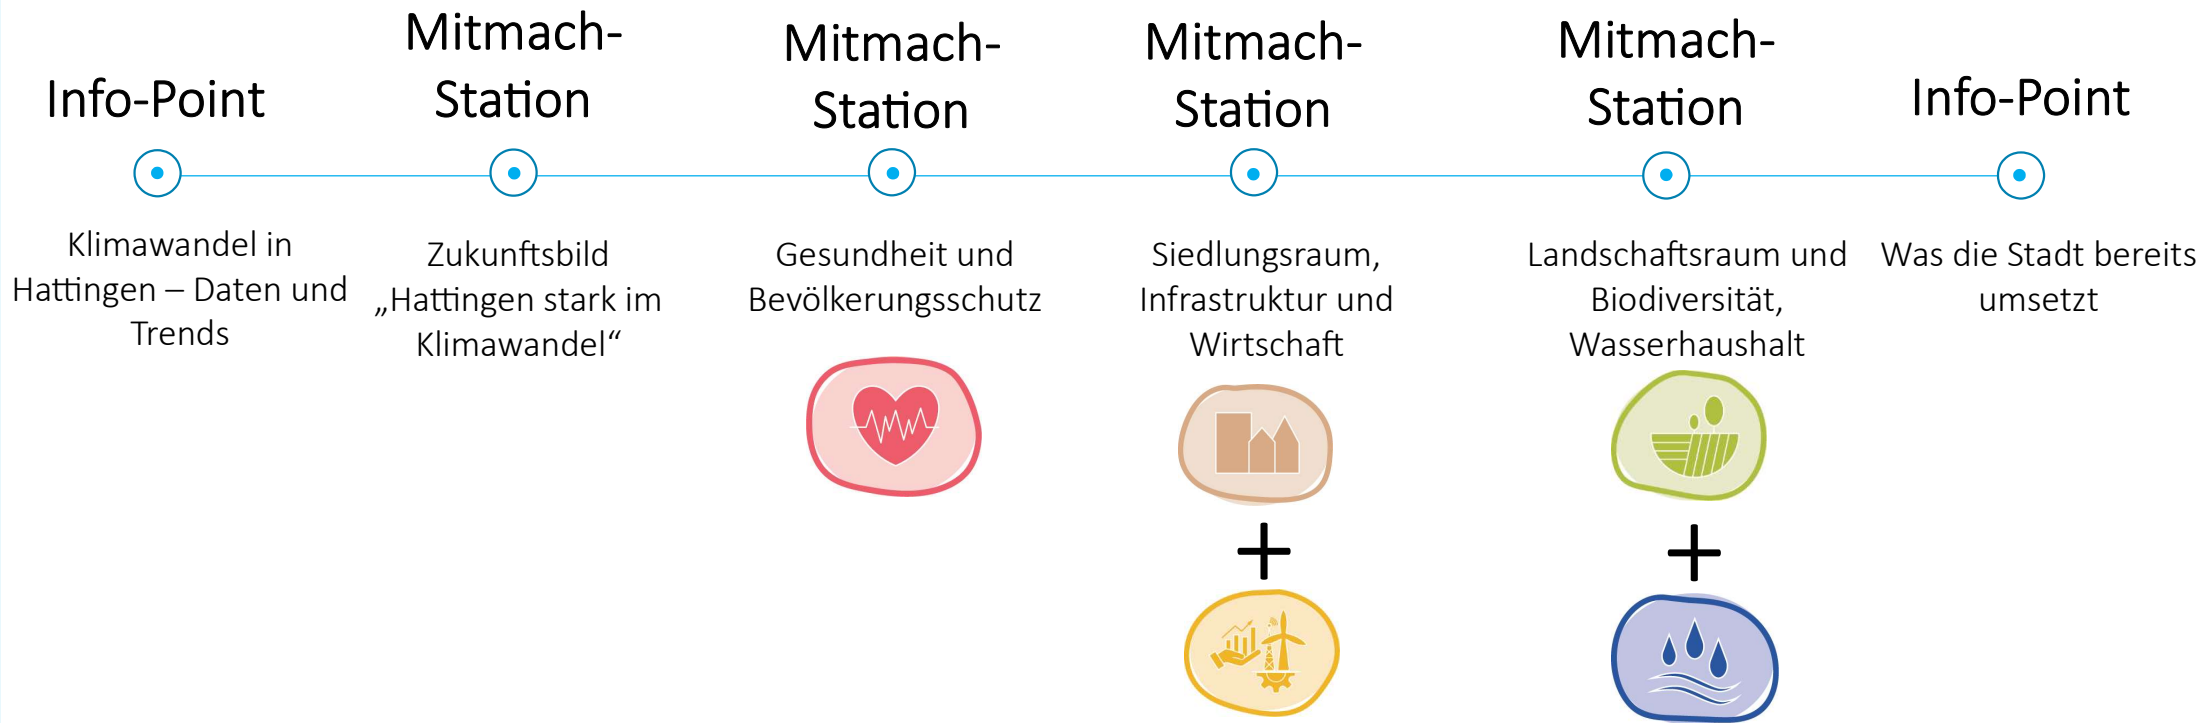 Info-Point
Klimawandel in
Hattingen – Daten und
Trends
Mitmach-
Station
Zukunftsbild
„Hattingen stark im
Klimawandel“
Mitmach-
Station
Gesundheit und
Bevölkerungsschutz
Mitmach-
Station
Siedlungsraum,
Infrastruktur und
Wirtschaft
+
Mitmach-
Station
Landschaftsraum und
Biodiversität,
Wasserhaushalt
+
Info-Point
Was die Stadt bereits
umsetzt